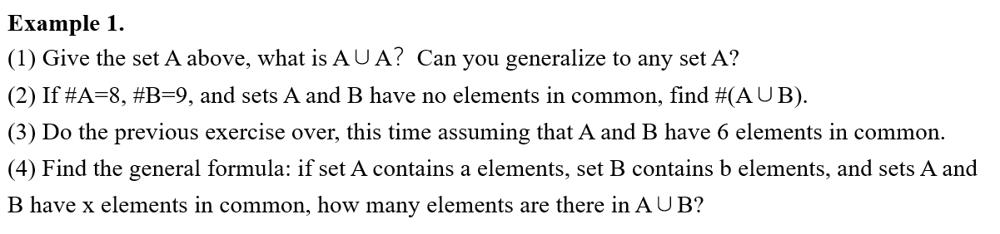 Example 1.
(1) Give the set A above, what is A∪A? Can you generalize to any set A?
(2) If #A=8, #B=9, and sets A and B have no elements in common, find #(A∪B).
(3) Do the previous exercise over, this time assuming that A and B have 6 elements in common.
(4) Find the general formula: if set A contains a elements, set B contains b elements, and sets A and
B have x elements in common, how many elements are there in A∪B?